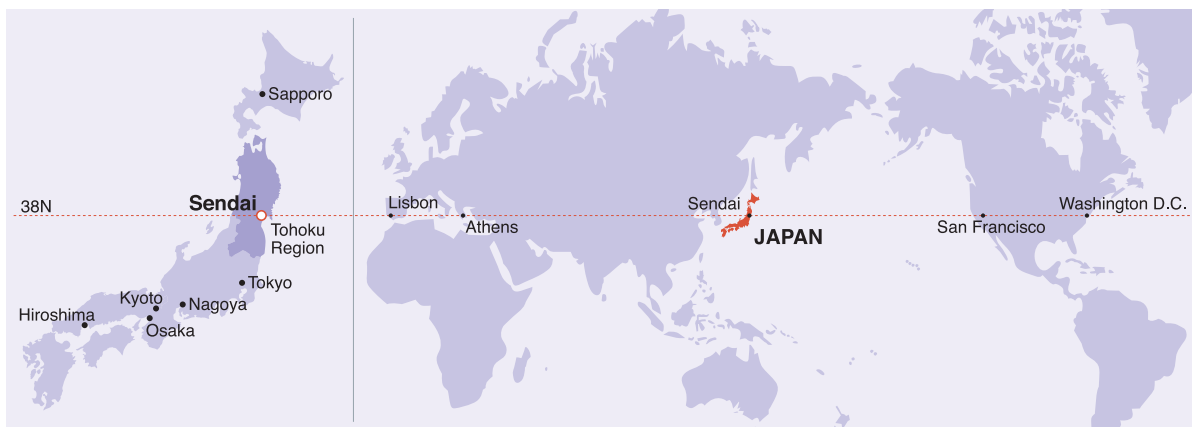 Sapporo
Sendai
38N
Tohoku
Region
Tokyo
Kyoto
Nagoya
Hiroshima
Osaka
Lisbon
Athens
Sendai
JAPAN
Washington D.C.
San Francisco